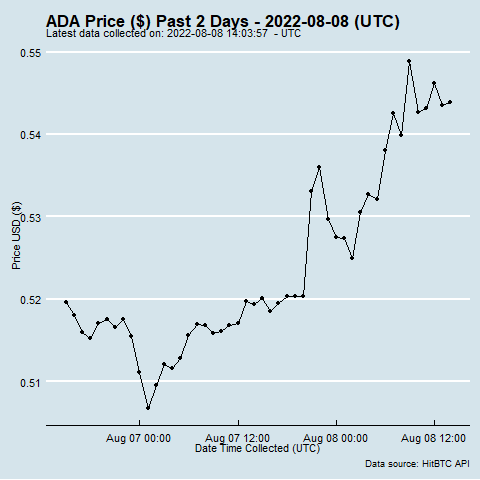 ADA Price ($) Past 2 Days - 2022-08-08 (UTC)
Latest data collected on: 2022-08-08 14:03:57 - UTC
0.55
0.54
0.53
0.52
0.51
Price USD ($)
Aug 07 00:00 Aug 07 12:00 Aug 08 00:00 Aug 08 12:00
Date Time Collected (UTC)
Data source: HitBTC API